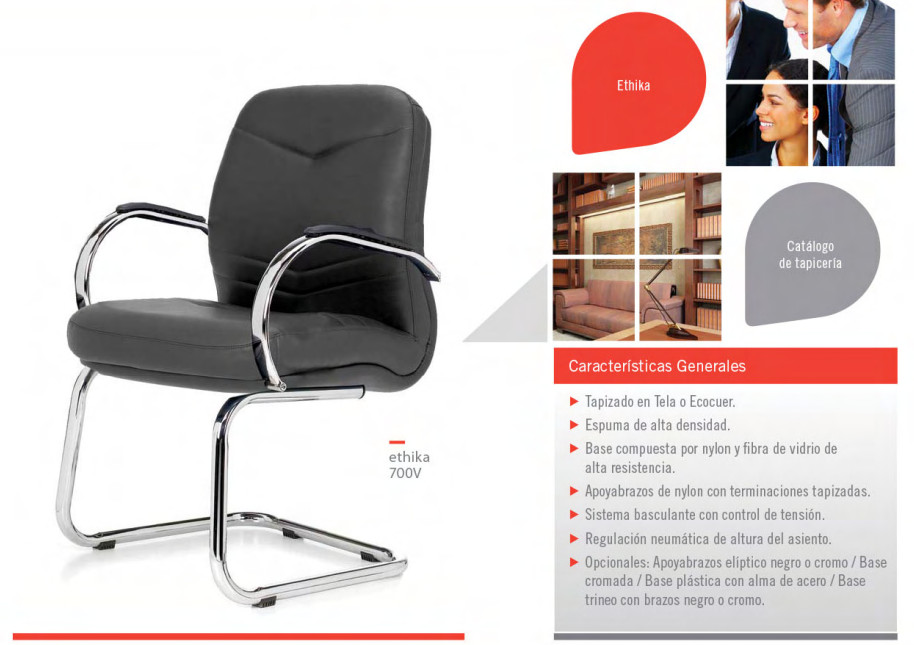 Ethika
Catálogo
de tapicería
ethika
700V
Características Generales
Tapizado en Tela o Ecocuer.
Espuma de alta densidad.
Base compuesta por nylon y fibra de vidrio de
alta resistencia.
Apoyabrazos de nylon con terminaciones tapizadas.
Sistema basculante con control de tensión.
Regulación neumática de altura del asiento.
Opcionales: Apoyabrazos elíptico negro o cromo / Base
cromada / Base plástica con alma de acero / Base
trineo con brazos negro o cromo.